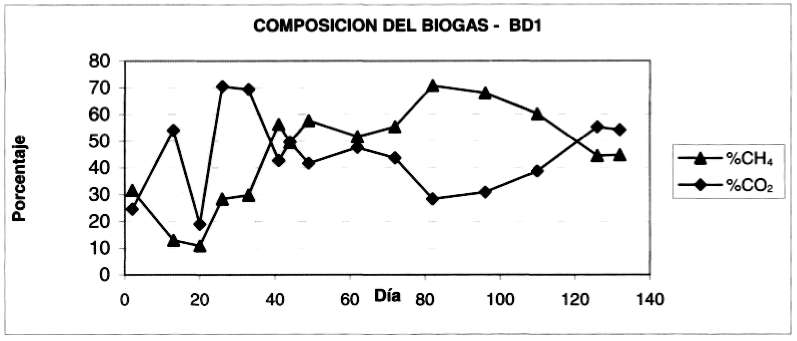 COMPOSICION DEL BIOGAS - BD1
Porcentaje
80
70
60
50
40
30
20
10
0
0 20 40 60 80 100 120 140
Día
%CH₄
%CO₂